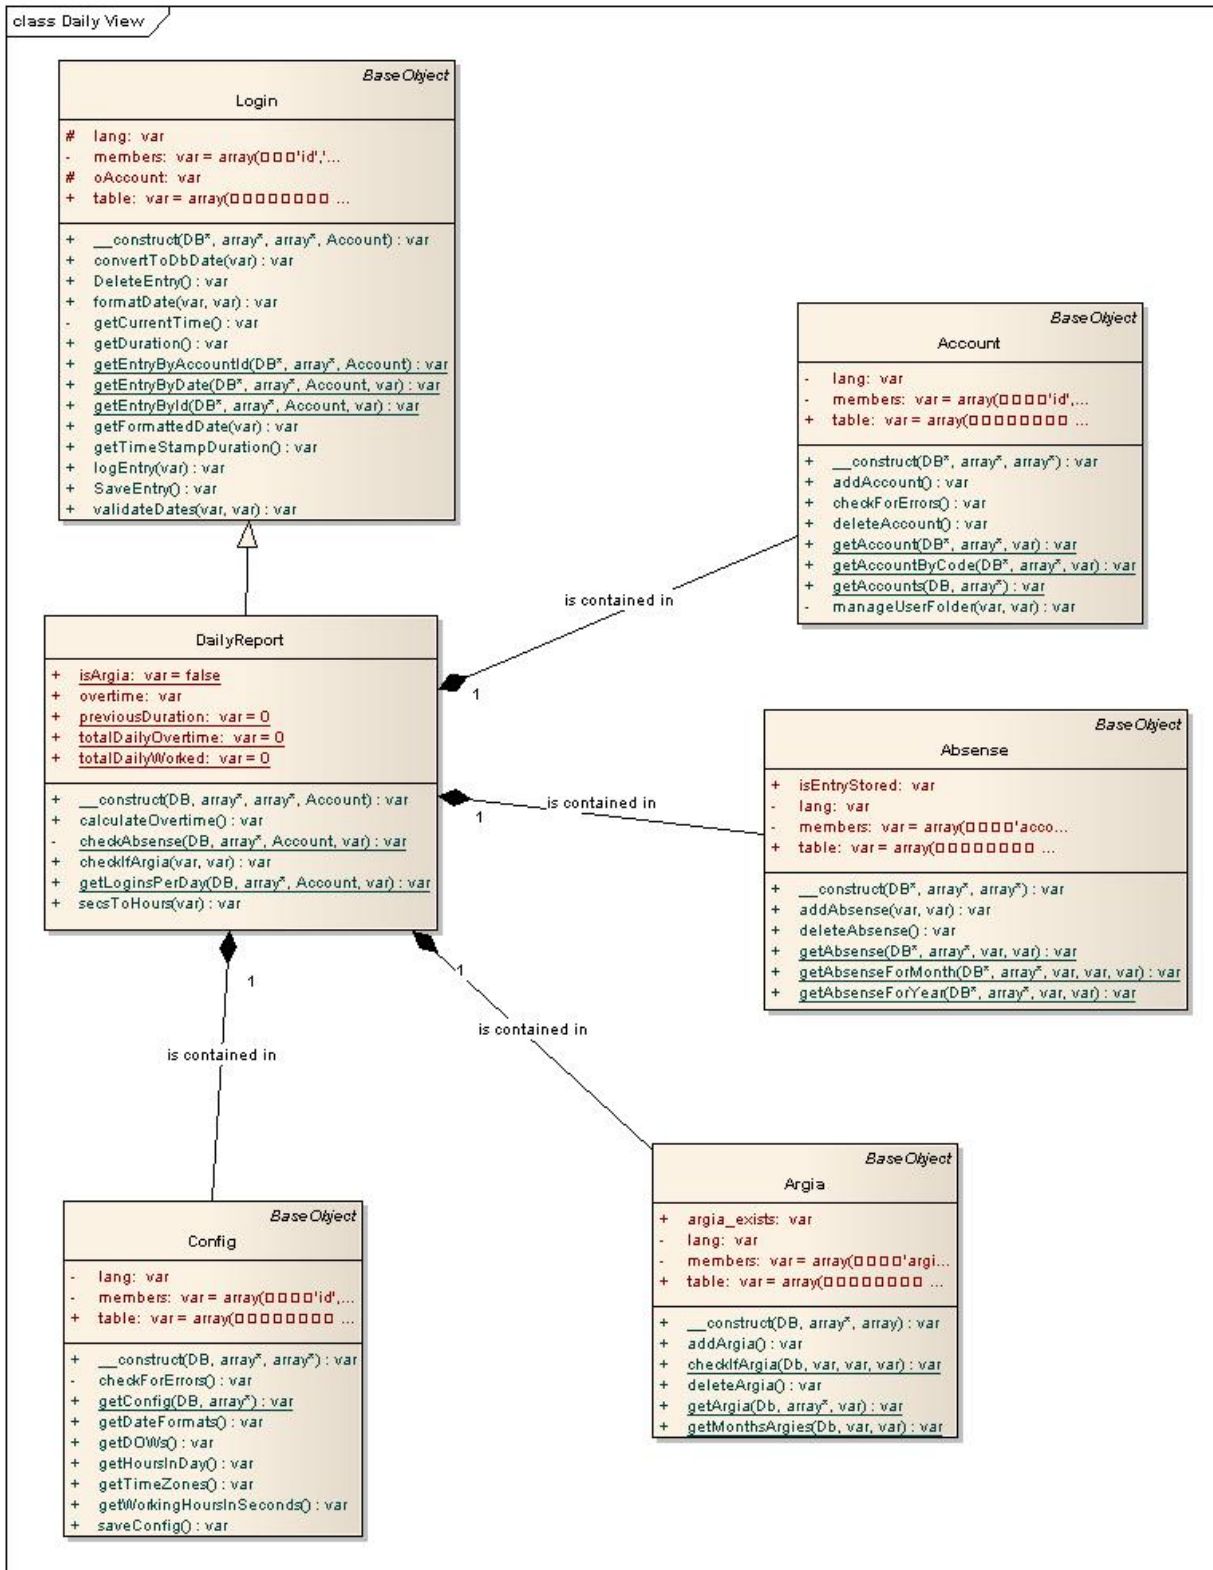 class Daily View
BaseObject
Login
# lang: var
- members: var = array(□□□'id','...
# oAccount: var
+ table: var = array(□□□□□□□□ ...
+ __construct(DB*, array*, array*, Account) : var
+ convertToDbDate(var) : var
+ DeleteEntry() : var
+ formatDate(var, var) : var
- getCurrentTime() : var
+ getDuration() : var
+ getEntryByAccountId(DB*, array*, Account) : var
+ getEntryByDate(DB*, array*, Account, var) : var
+ getEntryById(DB*, array*, Account, var) : var
+ getFormattedDate(var) : var
+ getTimeStampDuration() : var
+ logEntry(var) : var
+ SaveEntry() : var
+ validateDates(var, var) : var
BaseObject
Account
- lang: var
- members: var = array(□□□□'id',...
+ table: var = array(□□□□□□□□ ...
+ __construct(DB*, array*, array*) : var
+ addAccount() : var
+ checkForErrors() : var
+ deleteAccount() : var
+ getAccount(DB*, array*, var) : var
+ getAccountByCode(DB*, array*, var) : var
+ getAccounts(DB, array*) : var
- manageUserFolder(var, var) : var
is contained in
1
DailyReport
+ isArgia: var = false
+ overtime: var
+ previousDuration: var = 0
+ totalDailyOvertime: var = 0
+ totalDailyWorked: var = 0
+ __construct(DB, array*, array*, Account) : var
+ calculateOvertime() : var
- checkAbsense(DB, array*, Account, var) : var
+ checkIfArgia(var, var) : var
+ getLoginsPerDay(DB, array*, Account, var) : var
+ secsToHours(var) : var
is contained in
1
BaseObject
Absense
+ isEntryStored: var
- lang: var
- members: var = array(□□□□'acco...
+ table: var = array(□□□□□□□□ ...
+ __construct(DB*, array*, array*) : var
+ addAbsense(var, var) : var
+ deleteAbsense() : var
+ getAbsense(DB*, array*, var, var) : var
+ getAbsenseForMonth(DB*, array*, var, var, var) : var
+ getAbsenseForYear(DB*, array*, var, var) : var
1
is contained in
1
is contained in
BaseObject
Config
- lang: var
- members: var = array(□□□□'id',...
+ table: var = array(□□□□□□□□ ...
+ __construct(DB, array*, array*) : var
- checkForErrors() : var
+ getConfig(DB, array*) : var
+ getDateFormats() : var
+ getDOWs() : var
+ getHoursInDay() : var
+ getTimeZones() : var
+ getWorkingHoursInSeconds() : var
+ saveConfig() : var
BaseObject
Argia
+ argia_exists: var
- lang: var
- members: var = array(□□□□'argi...
+ table: var = array(□□□□□□□□ ...
+ __construct(DB, array*, array) : var
+ addArgia() : var
+ checkIfArgia(Db, var, var, var) : var
+ deleteArgia() : var
+ getArgia(Db, array*, var) : var
+ getMonthsArgies(Db, var, var) : var